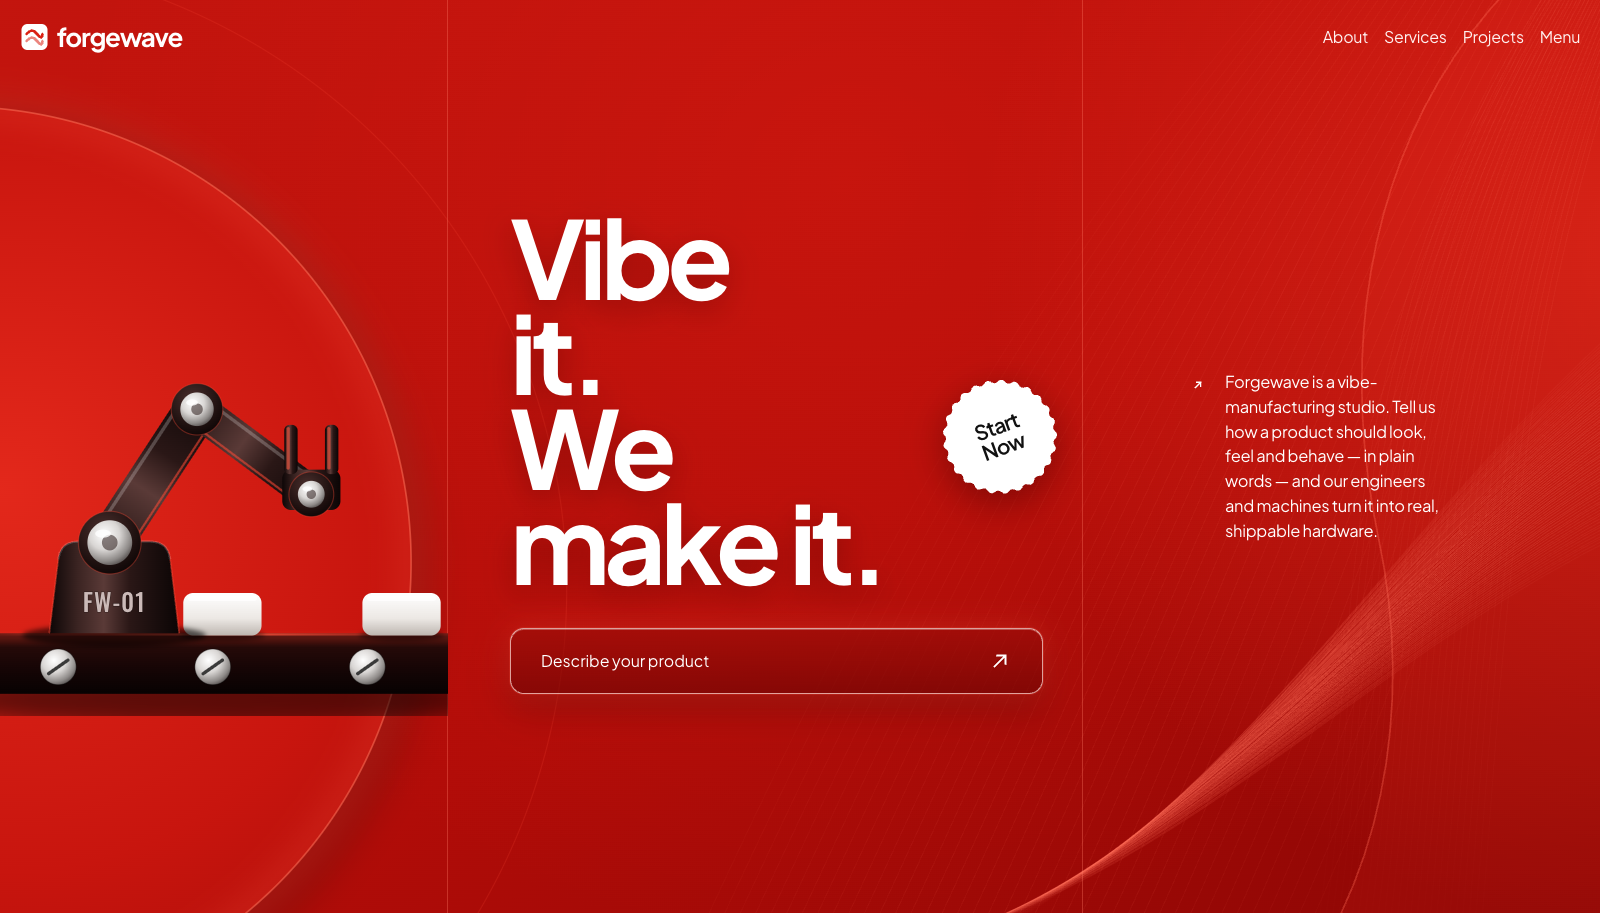 forgewave
About Services Projects Menu
Vibe
it.
We
make it.
Start
Now
Forgewave is a vibe-
manufacturing studio. Tell us
how a product should look,
feel and behave — in plain
words — and our engineers
and machines turn it into real,
shippable hardware.
FW-01
Describe your product